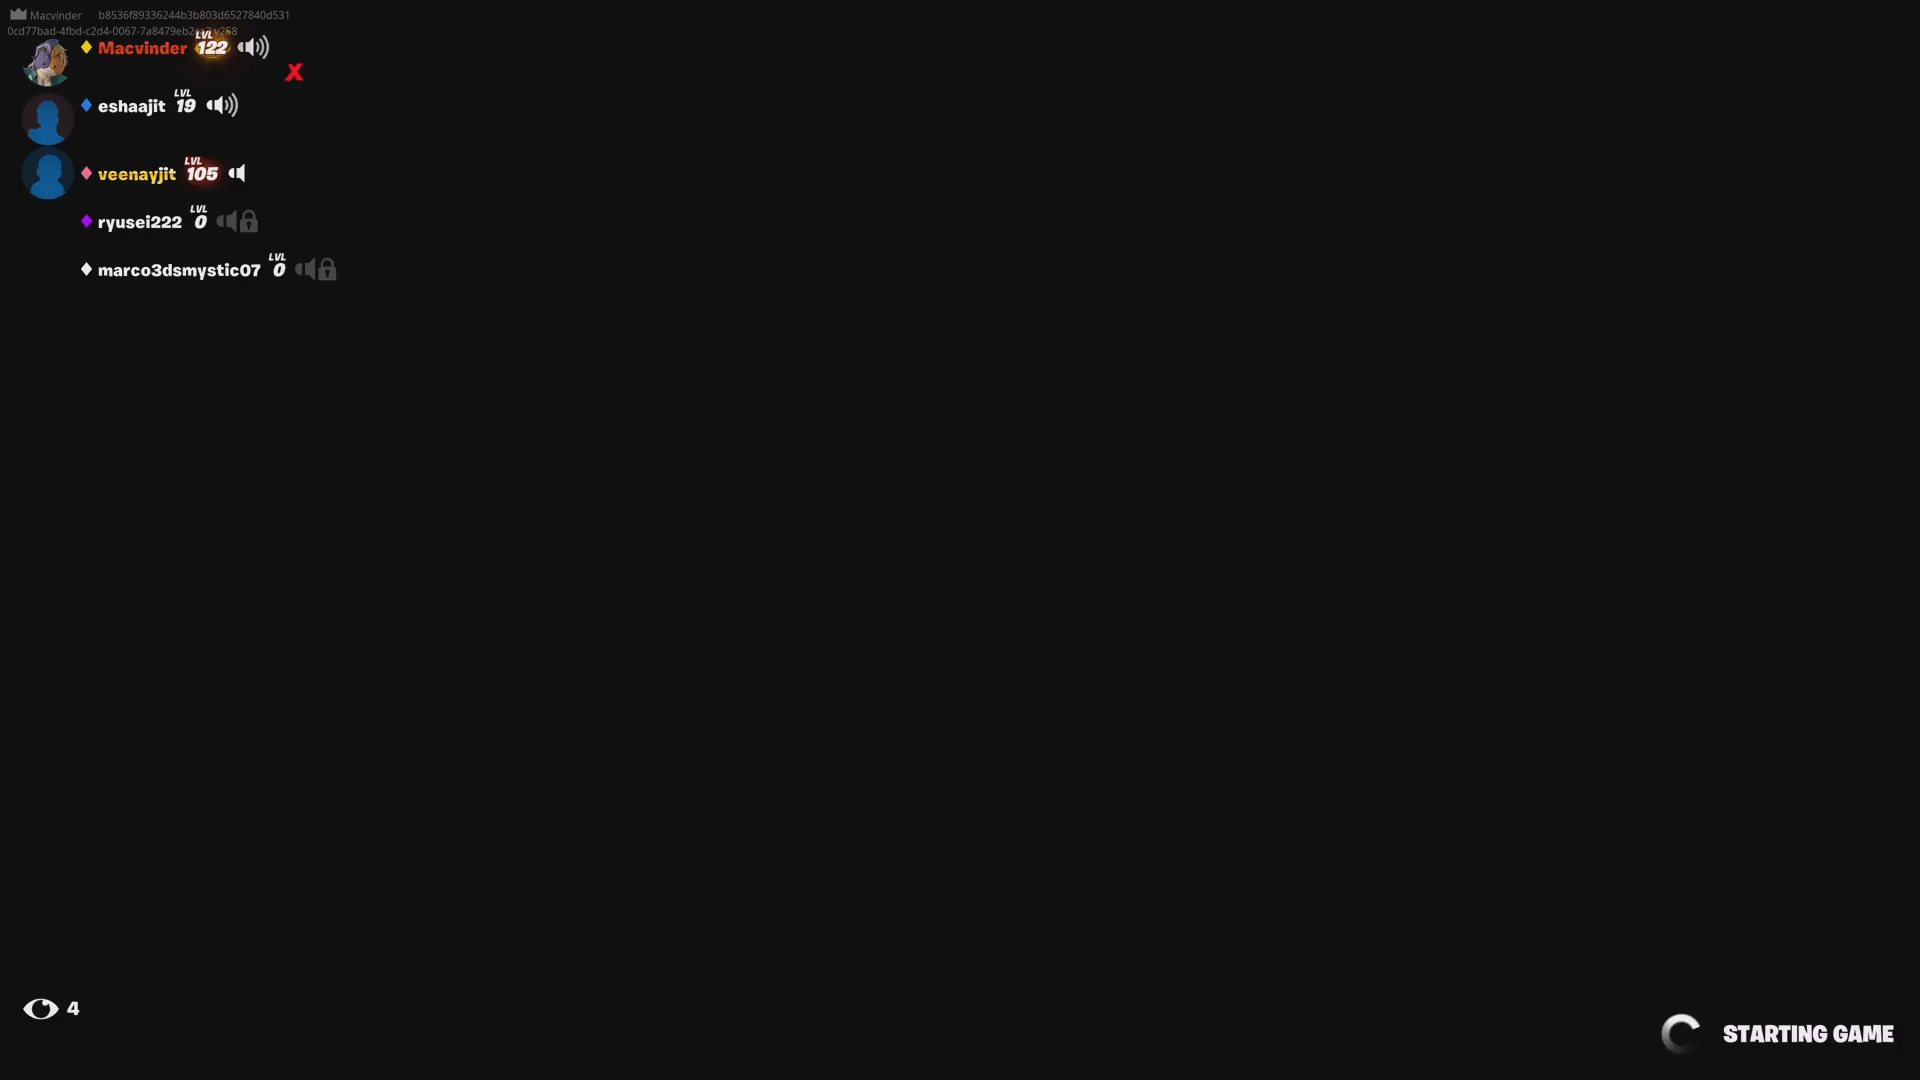 Macvinder b8536f89336244b3b803d6527840d531
Macvinder LVL 122
X
eshaajit LVL 19
veenayjit LVL 105
ryusei222 LVL 0
marco3dsmystic07 LVL 0
4
STARTING GAME